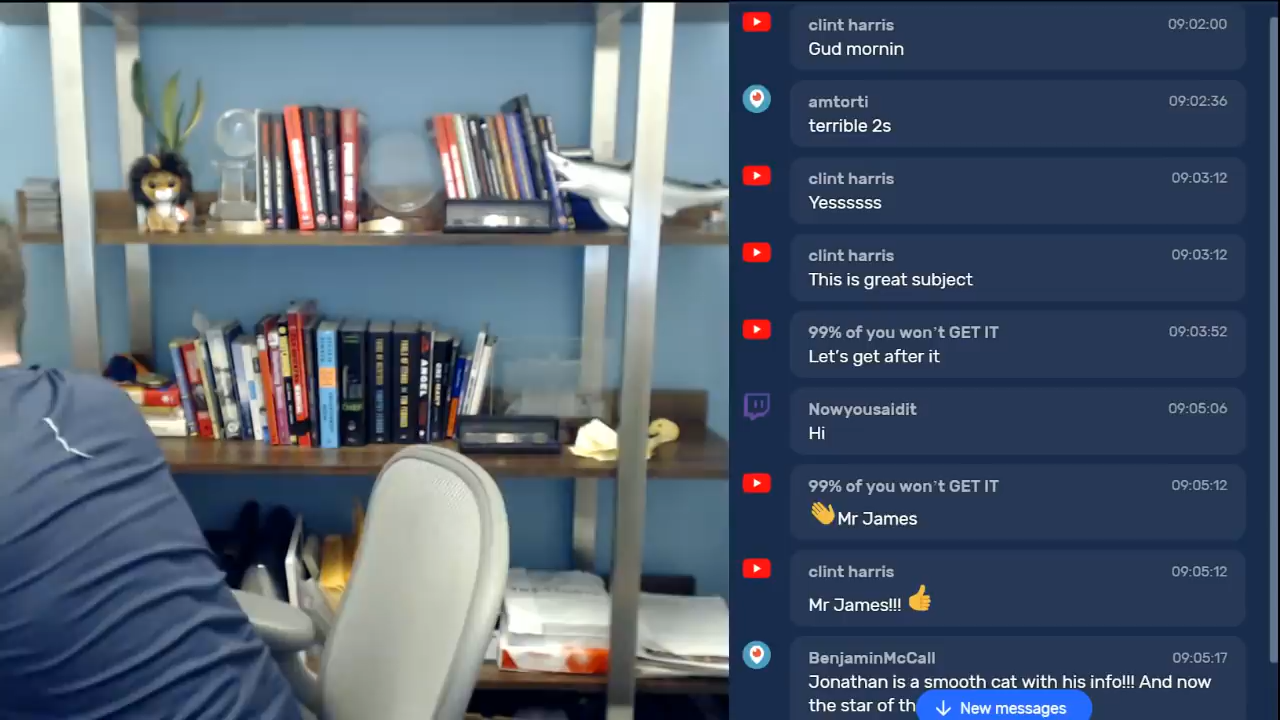 clint harris
09:02:00
Gud mornin
amtorti
09:02:36
terrible 2s
clint harris
09:03:12
Yessssss
clint harris
09:03:12
This is great subject
99% of you won't GET IT
09:03:52
Let's get after it
Nowyousaidit
09:05:06
Hi
99% of you won't GET IT
09:05:12
👋Mr James
clint harris
09:05:12
Mr James!!! 👍
BenjaminMcCall
09:05:17
Jonathan is a smooth cat with his info!!! And now
the star of th
New messages
ANGEL